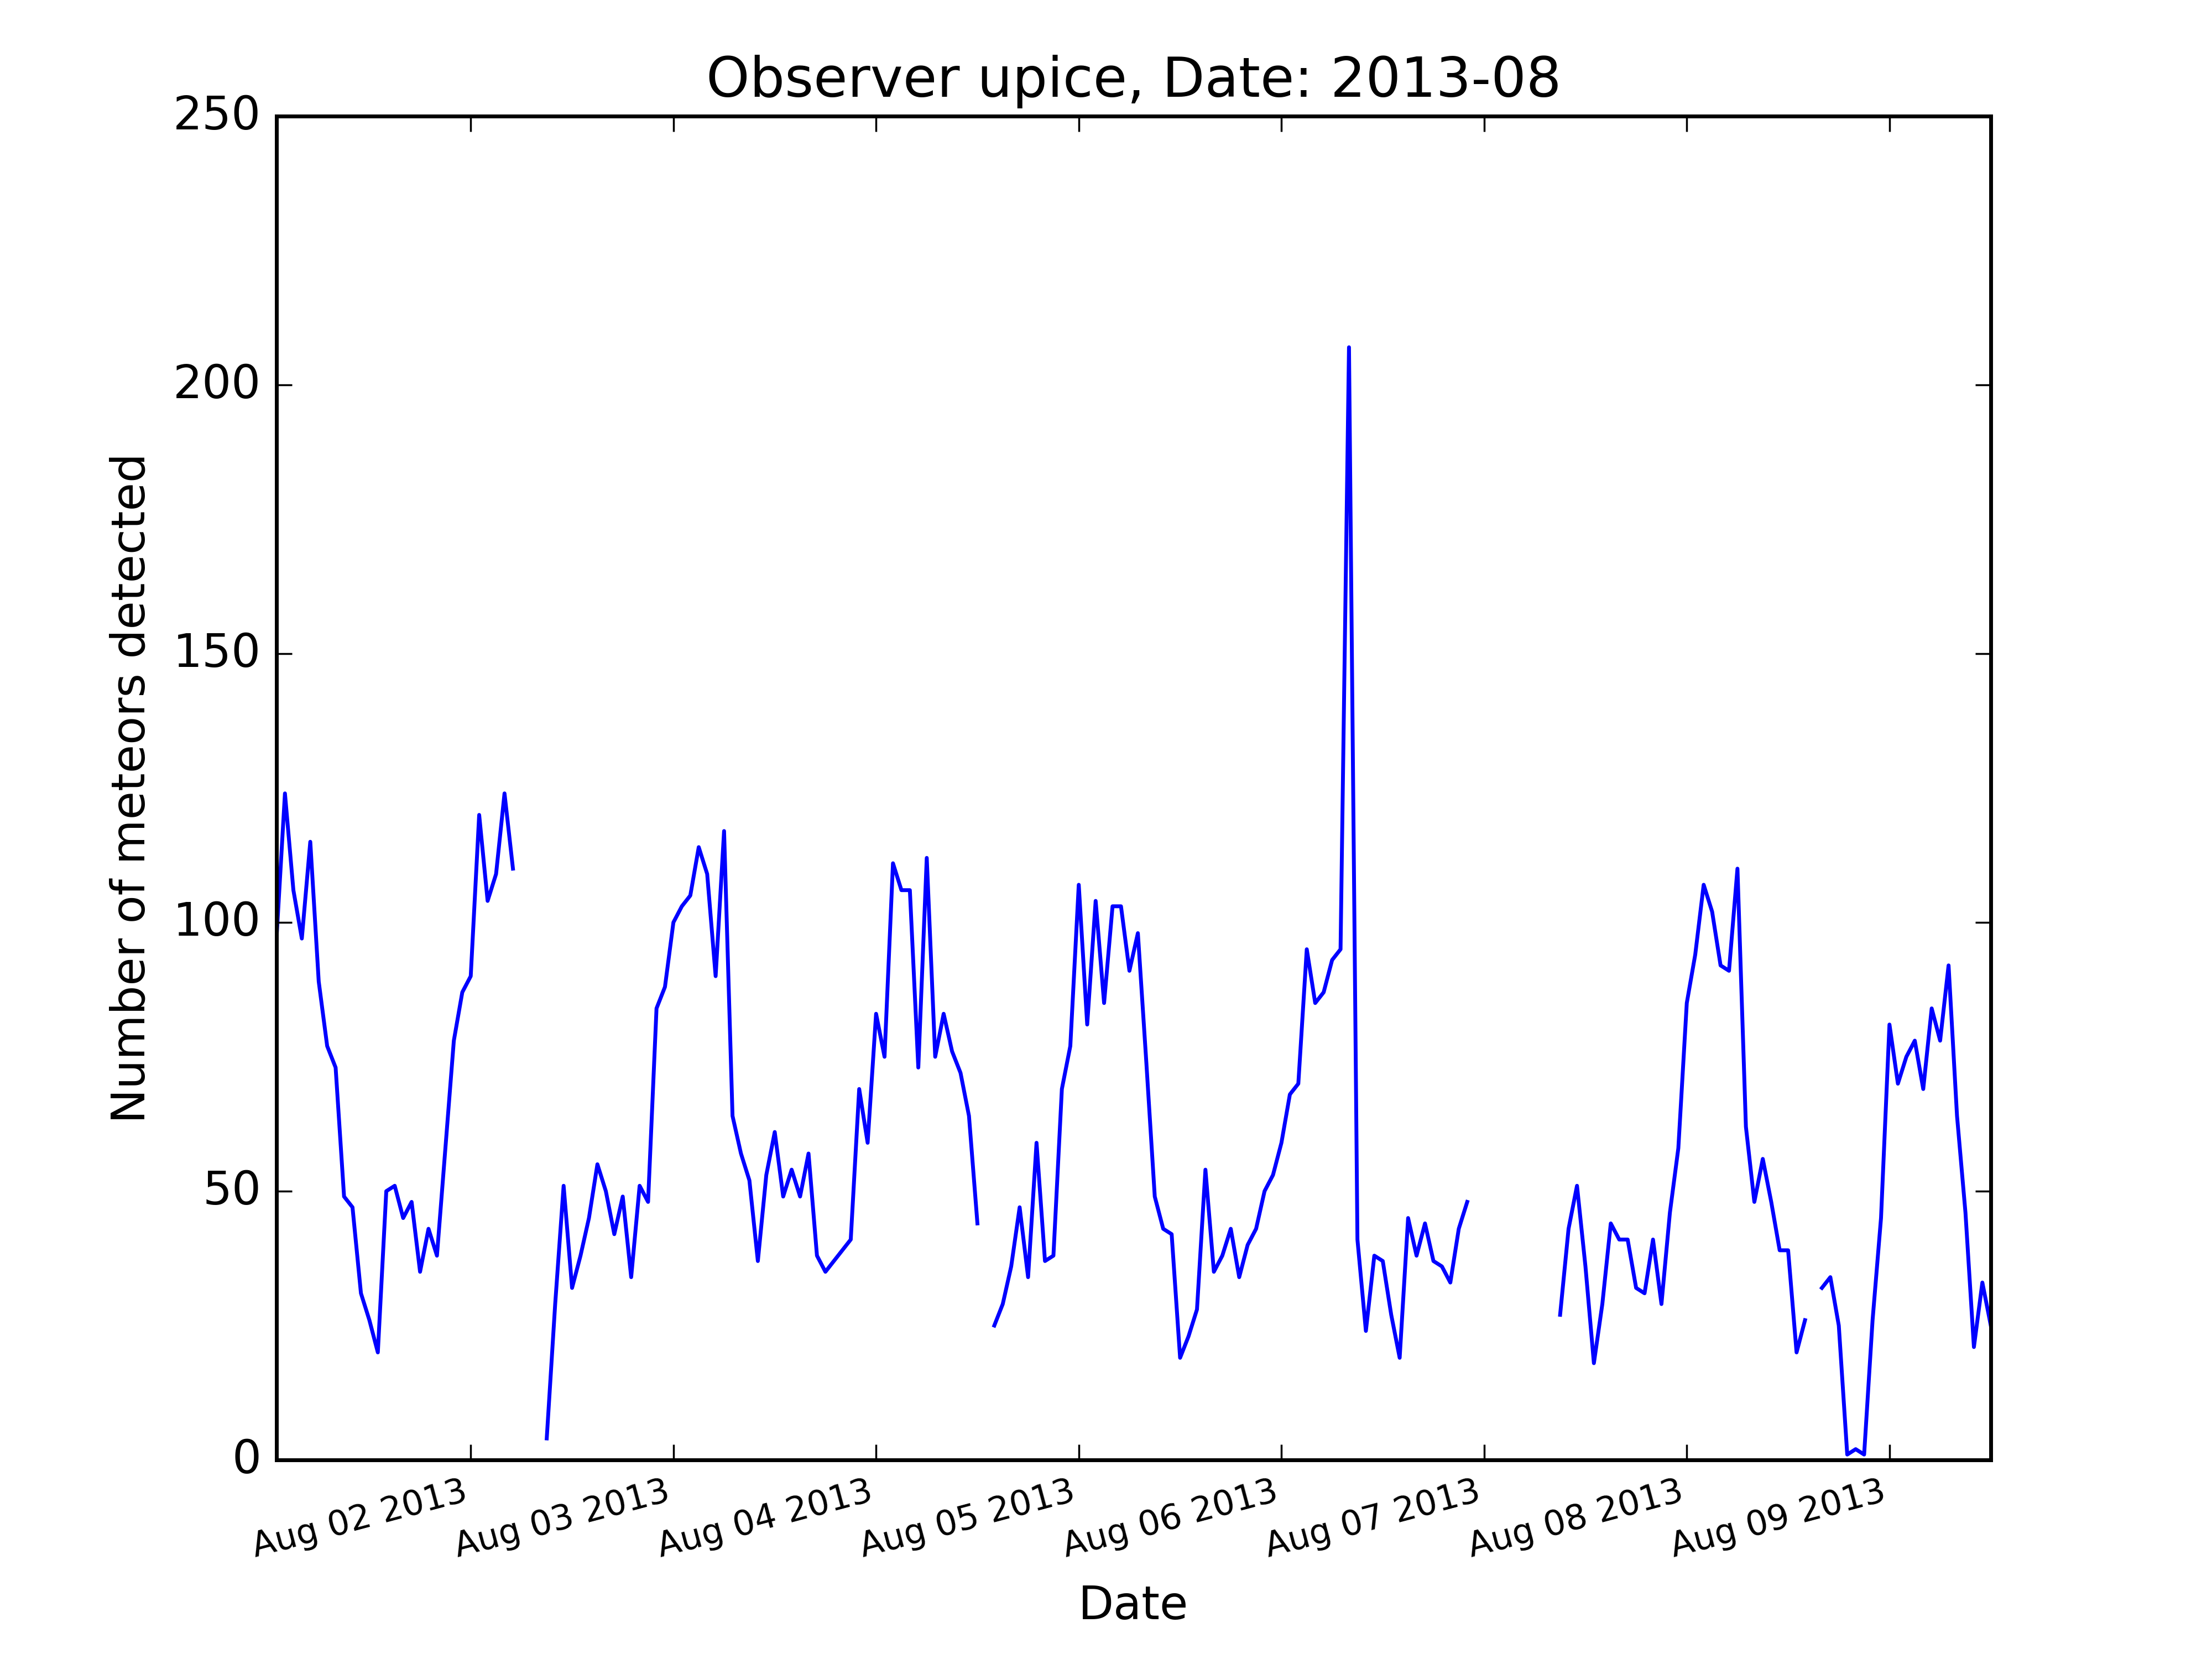 Observer upice, Date: 2013-08
250
200
150
100
50
0
Number of meteors detected
Aug 02 2013
Aug 03 2013
Aug 04 2013
Aug 05 2013
Aug 06 2013
Aug 07 2013
Aug 08 2013
Aug 09 2013
Date